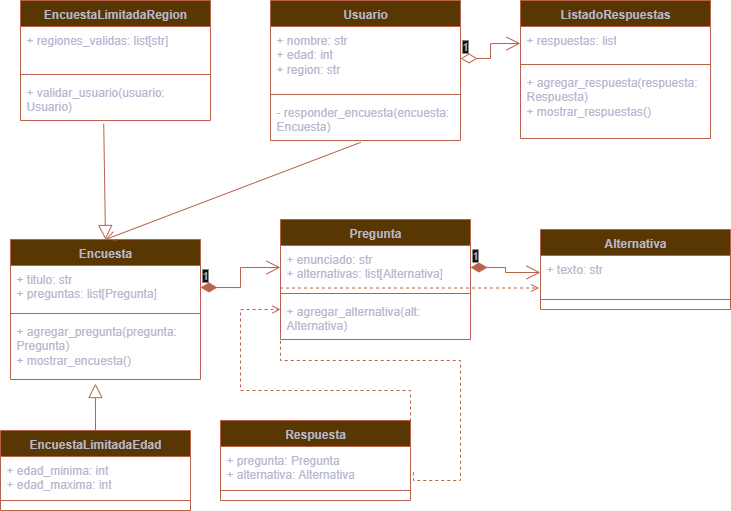 EncuestaLimitadaRegion
+ regiones_validas: list[str]
+ validar_usuario(usuario:
Usuario)
Usuario
+ nombre: str
+ edad: int
+ region: str
- responder_encuesta(encuesta:
Encuesta)
1
ListadoRespuestas
+ respuestas: list
+ agregar_respuesta(respuesta:
Respuesta)
+ mostrar_respuestas()
Encuesta
+ titulo: str
+ preguntas: list[Pregunta]
+ agregar_pregunta(pregunta:
Pregunta)
+ mostrar_encuesta()
1
Pregunta
+ enunciado: str
+ alternativas: list[Alternativa]
+ agregar_alternativa(alt:
Alternativa)
1
Alternativa
+ texto: str
EncuestaLimitadaEdad
+ edad_minima: int
+ edad_maxima: int
Respuesta
+ pregunta: Pregunta
+ alternativa: Alternativa